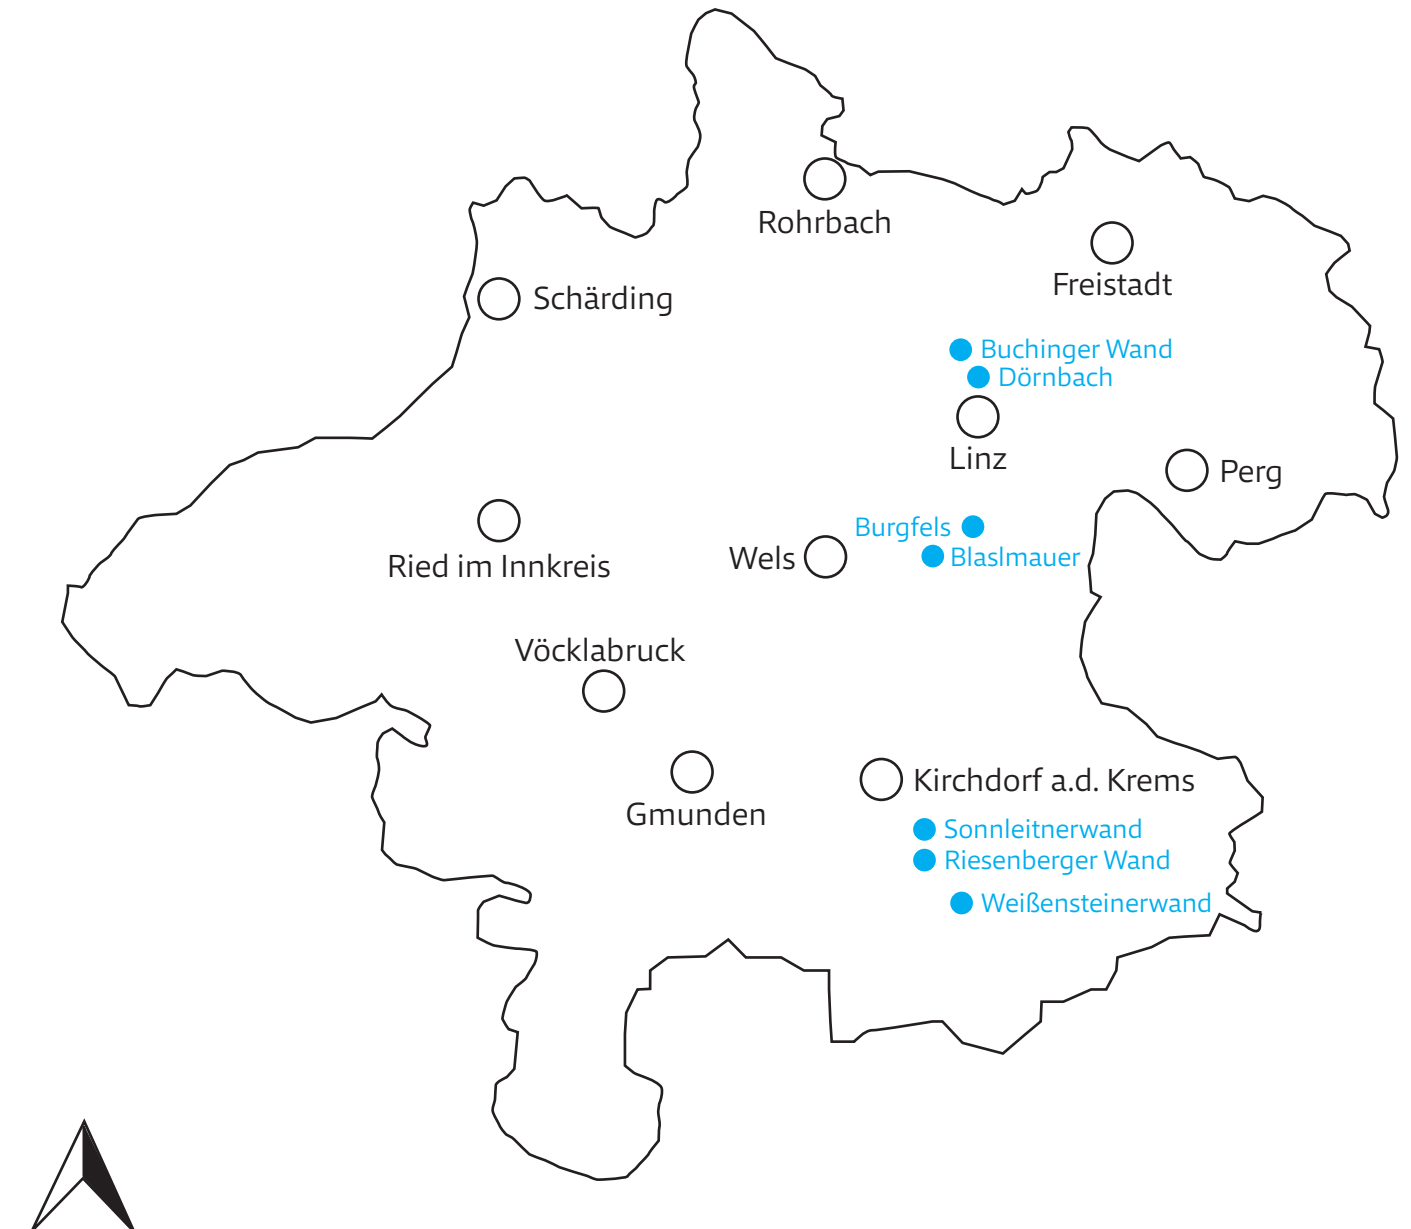 Rohrbach
Freistadt
Schärding
Buchinger Wand
Dörnbach
Linz
Perg
Burgfels
Wels
Blaslmauer
Ried im Innkreis
Vöcklabruck
Kirchdorf a.d. Krems
Gmunden
Sonnleitnerwand
Riesenberger Wand
Weißensteinerwand